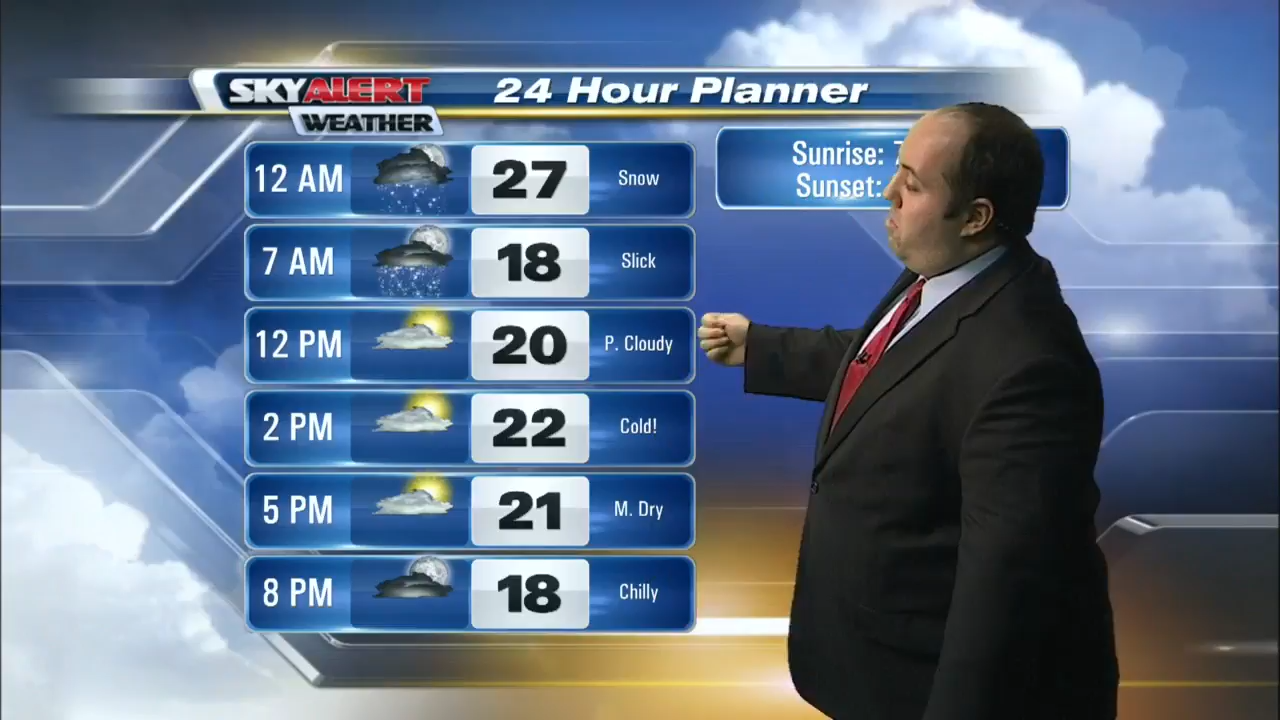 SKYALERT
WEATHER
24 Hour Planner
Sunrise:
Sunset:
12 AM 27 Snow
7 AM 18 Slick
12 PM 20 P. Cloudy
2 PM 22 Cold!
5 PM 21 M. Dry
8 PM 18 Chilly